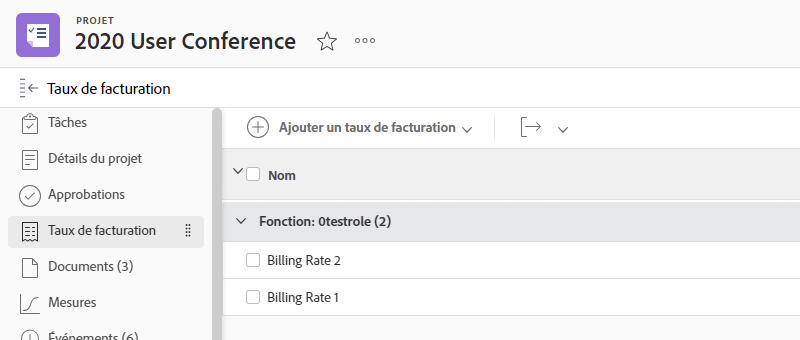 PROJET
2020 User Conference
Taux de facturation
Tâches
Détails du projet
Approbations
Taux de facturation
Documents (3)
Mesures
Événements (6)
Ajouter un taux de facturation
Nom
Fonction: 0testrole (2)
Billing Rate 2
Billing Rate 1